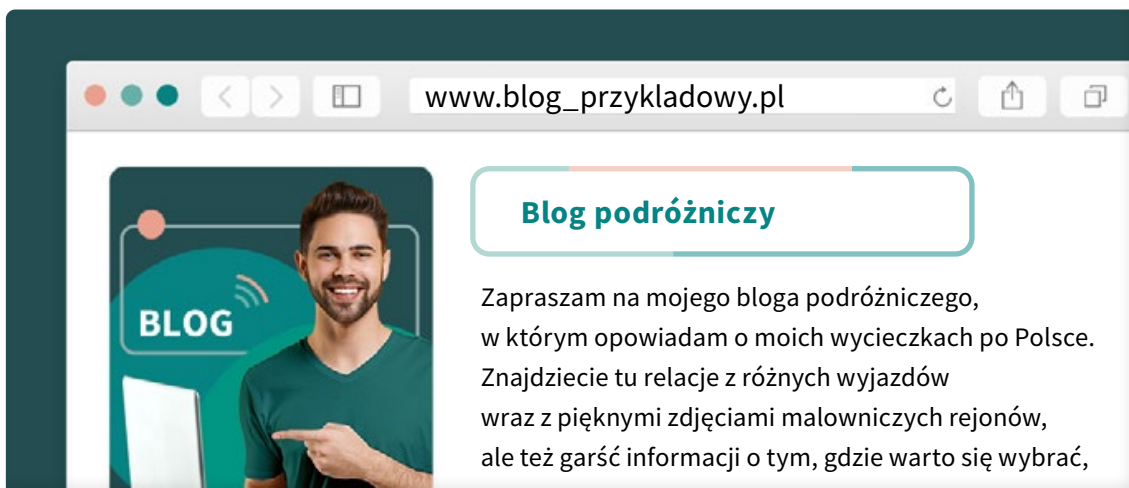 www.blog_przykladowy.pl
BLOG
Blog podróżniczy
Zapraszam na mojego bloga podróżniczego,
w którym opowiadam o moich wycieczkach po Polsce.
Znajdziecie tu relacje z różnych wyjazdów
wraz z pięknymi zdjęciami malowniczych rejonów,
ale też garść informacji o tym, gdzie warto się wybrać,